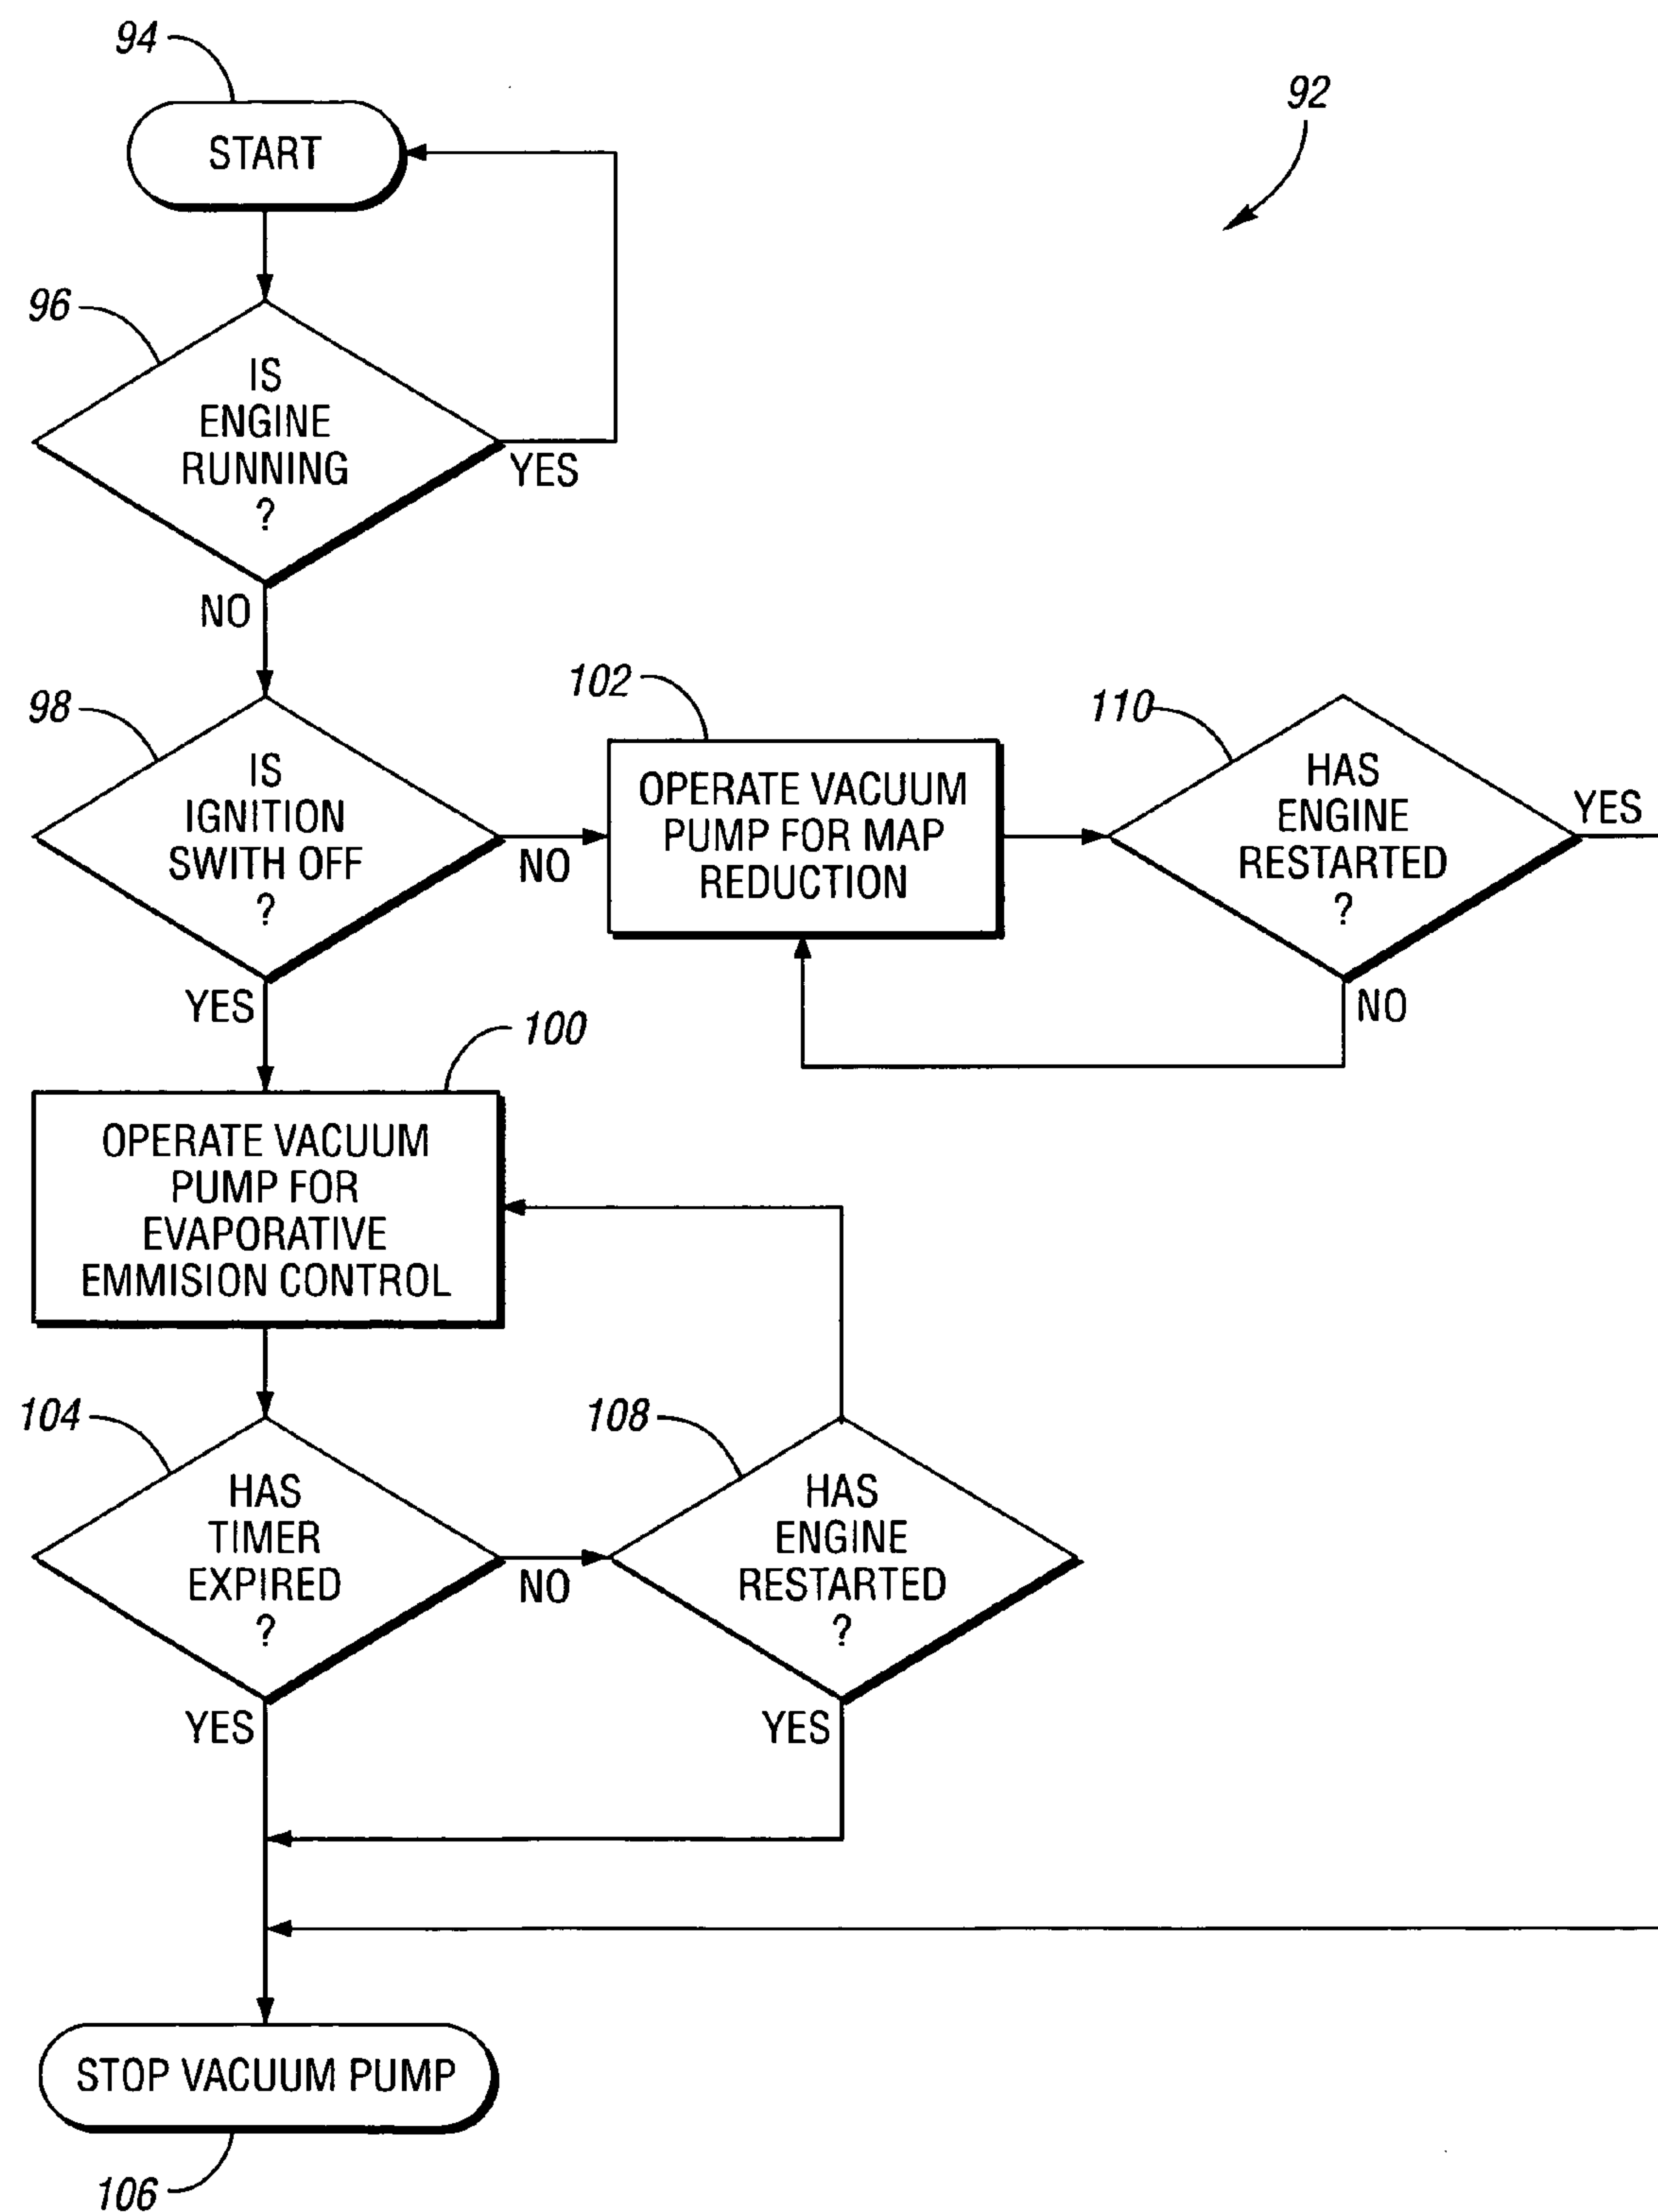 94
START
92
96
IS
ENGINE
RUNNING
?
YES
NO
98
IS
IGNITION
SWITH OFF
?
NO
YES
102
OPERATE VACUUM
PUMP FOR MAP
REDUCTION
110
HAS
ENGINE
RESTARTED
?
YES
NO
100
OPERATE VACUUM
PUMP FOR
EVAPORATIVE
EMMISION CONTROL
104
HAS
TIMER
EXPIRED
?
NO
YES
108
HAS
ENGINE
RESTARTED
?
YES
STOP VACUUM PUMP
106